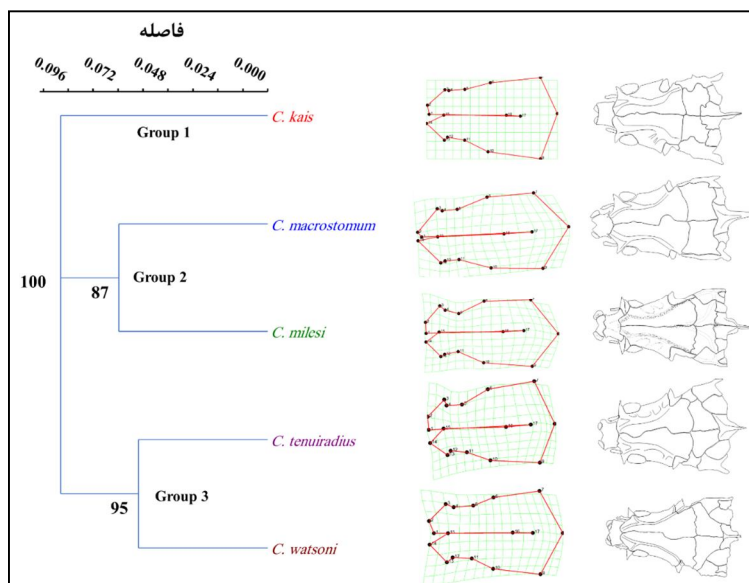 فاصله
0.096 0.072 0.048 0.024 0.000
C. kais
Group 1
C. macrostomum
Group 2
100
87
C. milesi
C. tenuiradius
Group 3
95
C. watsoni